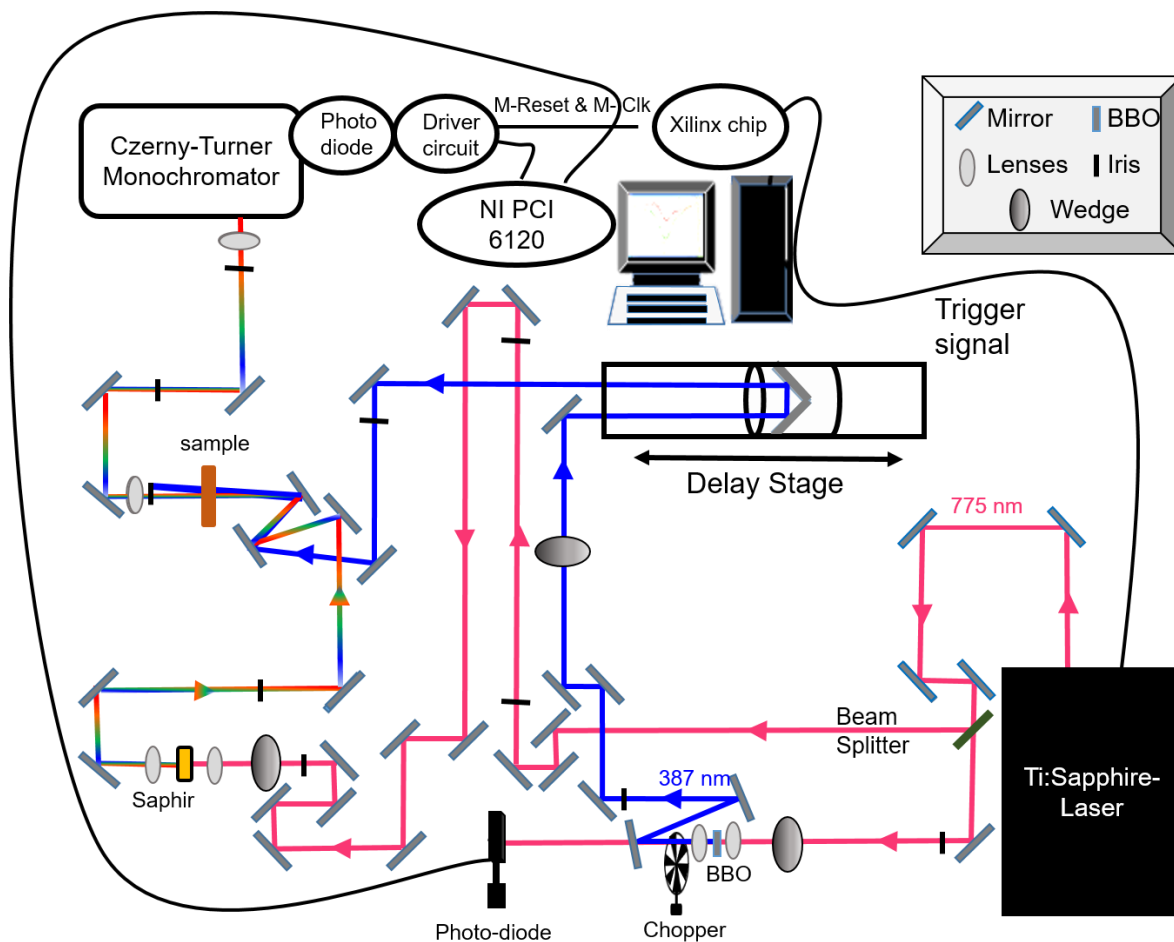 M-Reset & M- Clk
Photo
diode
Driver
circuit
Xilinx chip
Czerny-Turner
Monochromator
NI PCI
6120
Mirror
BBO
Lenses
Iris
Wedge
Trigger
signal
sample
Delay Stage
775 nm
Beam
Splitter
387 nm
Ti:Sapphire-
Laser
Saphir
BBO
Chopper
Photo-diode